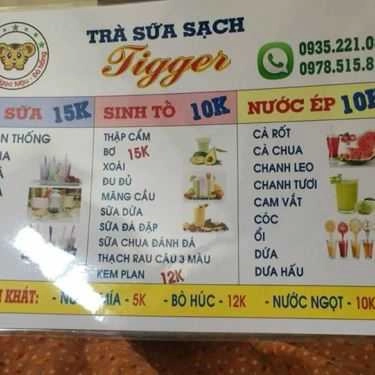 TRÀ SỮA SẠCH
Tigger
0935.221.0
0978.515.8
SỮA 15K
SINH TỐ 10K
NƯỚC ÉP 10K
THỐNG
THẬP CẨM
BƠ 15K
XOÀI
ĐU ĐỦ
MÃNG CẦU
SỮA DỪA
SỮA ĐÁ ĐẬP
SỮA CHUA ĐÁNH ĐÁ
THẠCH RAU CÂU 3 MẦU
KEM PLAN 12K
CÀ RỐT
CÀ CHUA
CHANH LEO
CHANH TƯƠI
CAM VẮT
CÓC
ỔI
DỨA
DƯA HẤU
KHÁT: - NƯỚC MÍA - 5K - BÒ HÚC - 12K - NƯỚC NGỌT - 10K